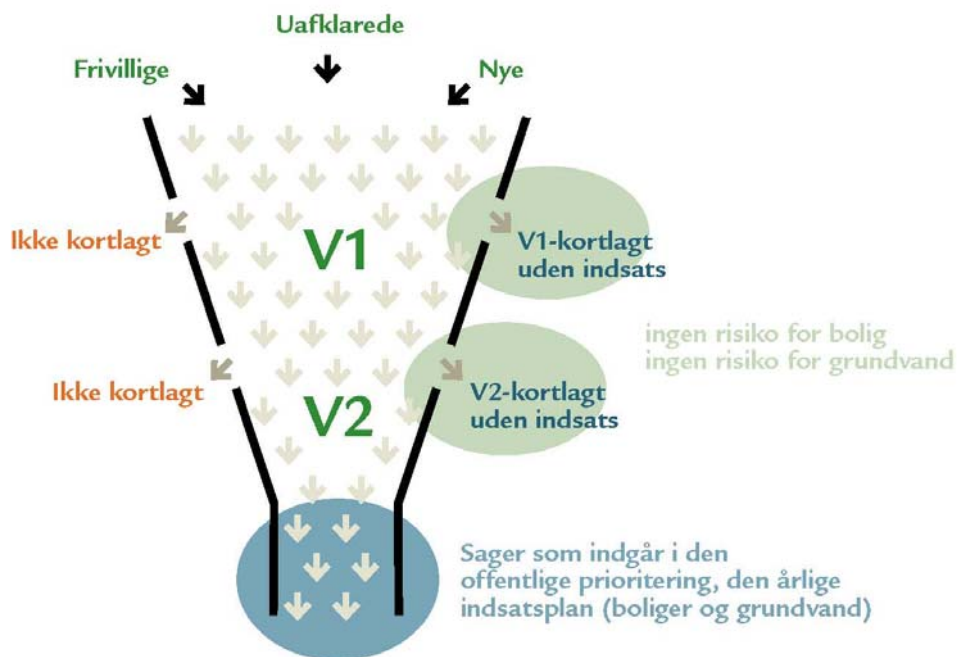 Uafklarede
Frivillige
Nye
Ikke kortlagt
V1
V1-kortlagt
uden indsats
ingen risiko for bolig
ingen risiko for grundvand
Ikke kortlagt
V2
V2-kortlagt
uden indsats
Sager som indgår i den
offentlige prioritering, den årlige
indsatsplan (boliger og grundvand)